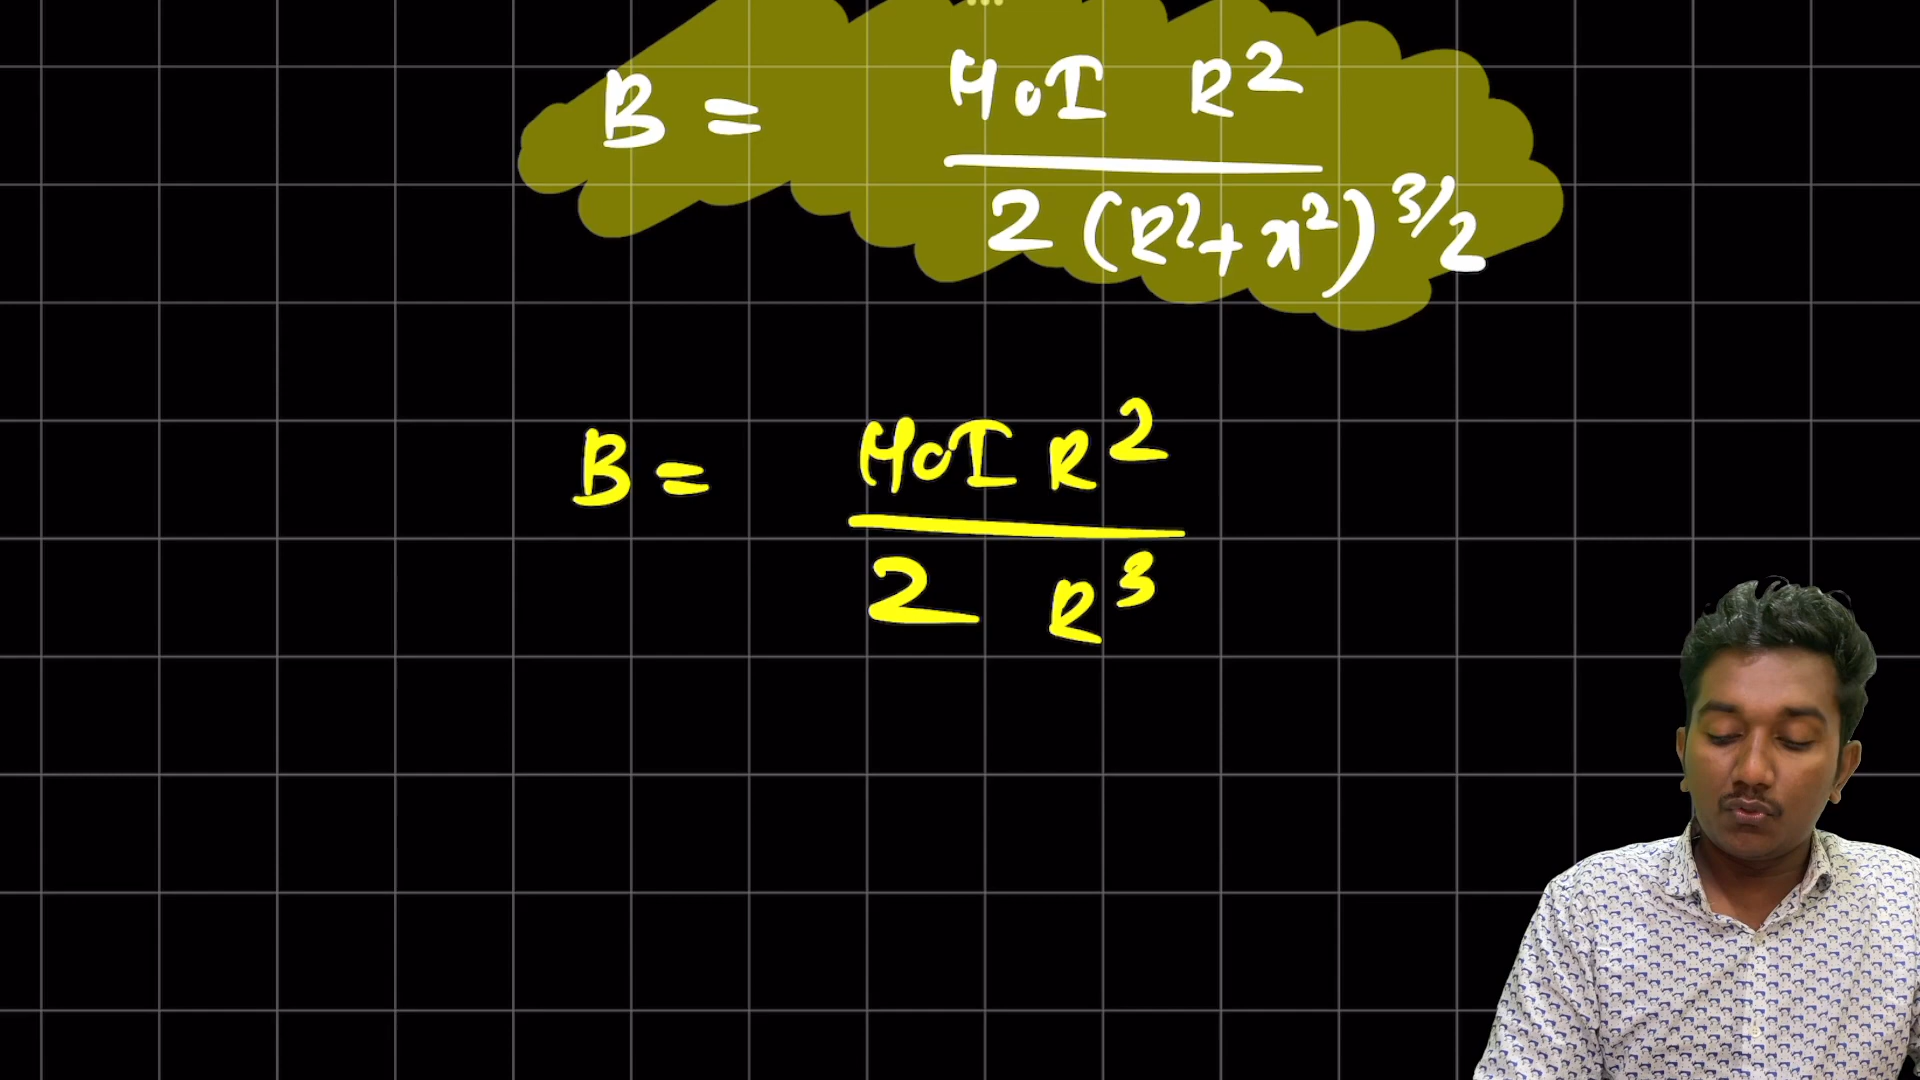 B = μ0I R² / 2 (R²+x²)^3/2
B = μ0I R² / 2 R³